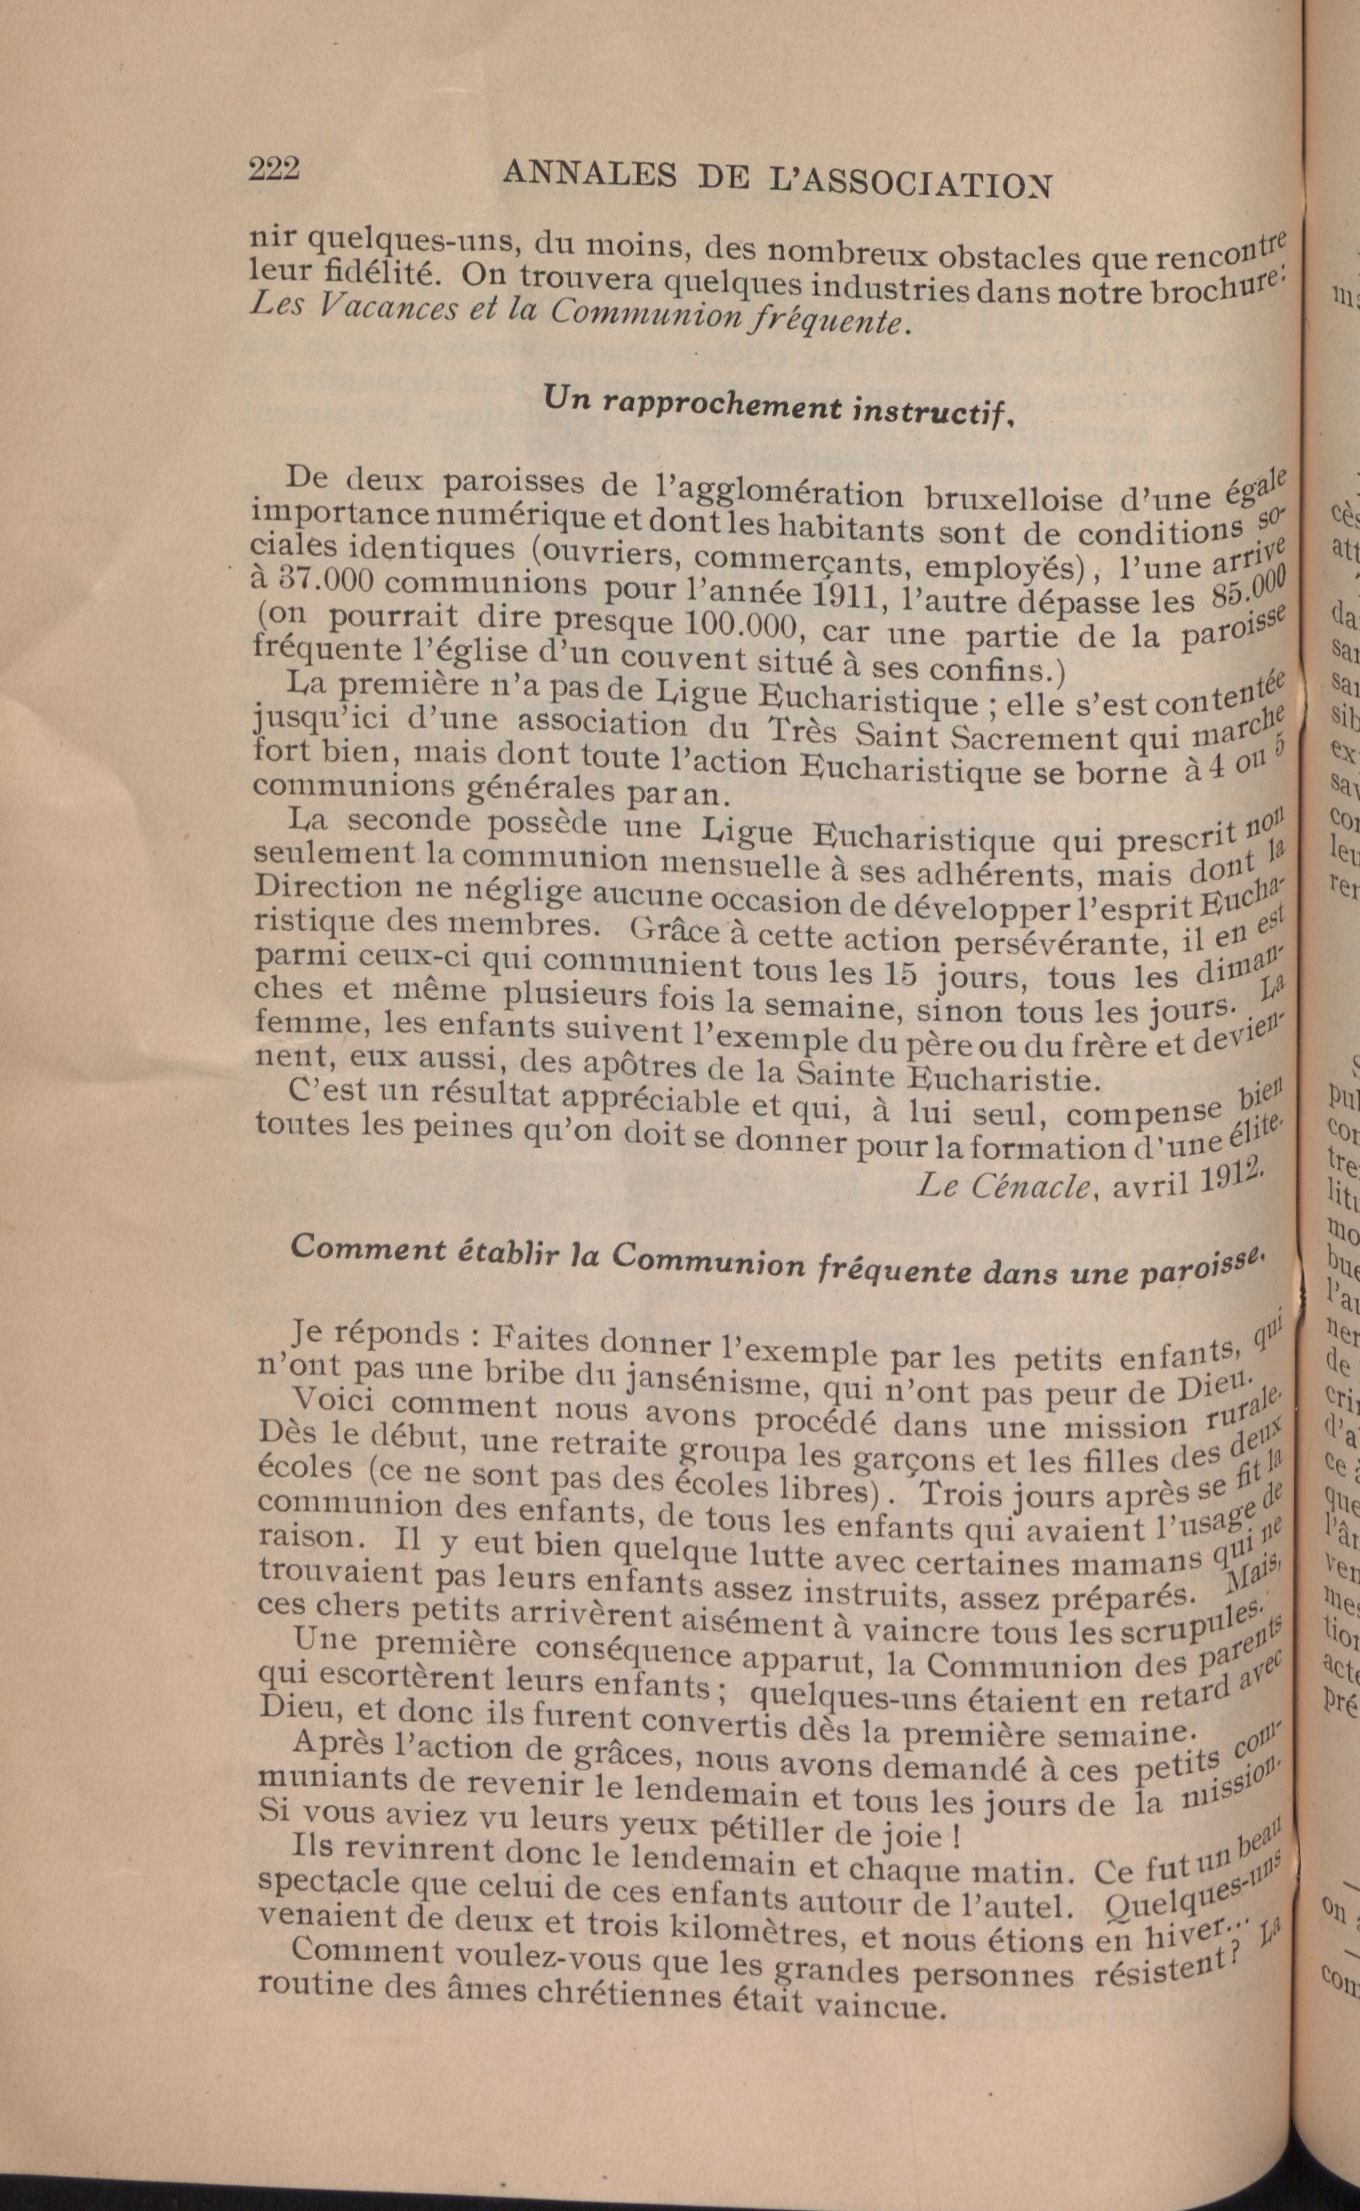 222 ANNALES DE L'ASSOCIATION
nir quelques-uns, du moins, des nombreux obstacles que rencontre
leur fidélité. On trouvera quelques industries dans notre brochure:
Les Vacances et la Communion fréquente.
Un rapprochement instructif.
De deux paroisses de l'agglomération bruxelloise d'une égale
importance numérique et dont les habitants sont de conditions so-
ciales identiques (ouvriers, commerçants, employés), l'une arrive
à 37.000 communions pour l'année 1911, l'autre dépasse les 85.000
(on pourrait dire presque 100.000, car une partie de la paroisse
fréquente l'église d'un couvent situé à ses confins.)
La première n'a pas de Ligue Eucharistique ; elle s'est contentée
jusqu'ici d'une association du Très Saint Sacrement qui marche
fort bien, mais dont toute l'action Eucharistique se borne à 4 ou 5
communions générales par an.
La seconde possède une Ligue Eucharistique qui prescrit non
seulement la communion mensuelle à ses adhérents, mais dont la
Direction ne néglige aucune occasion de développer l'esprit Eucha-
ristique des membres. Grâce à cette action persévérante, il en est
parmi ceux-ci qui communient tous les 15 jours, tous les diman-
ches et même plusieurs fois la semaine, sinon tous les jours. La
femme, les enfants suivent l'exemple du père ou du frère et devien-
nent, eux aussi, des apôtres de la Sainte Eucharistie.
C'est un résultat appréciable et qui, à lui seul, compense bien
toutes les peines qu'on doit se donner pour la formation d'une élite.
Le Cénacle, avril 1912.
Comment établir la Communion fréquente dans une paroisse.
Je réponds : Faites donner l'exemple par les petits enfants, qui
n'ont pas une bribe du jansénisme, qui n'ont pas peur de Dieu.
Voici comment nous avons procédé dans une mission rurale.
Dès le début, une retraite groupa les garçons et les filles des deux
écoles (ce ne sont pas des écoles libres). Trois jours après se fit la
communion des enfants, de tous les enfants qui avaient l'usage de
raison. Il y eut bien quelque lutte avec certaines mamans qui ne
trouvaient pas leurs enfants assez instruits, assez préparés. Mais,
ces chers petits arrivèrent aisément à vaincre tous les scrupules.
Une première conséquence apparut, la Communion des parents
qui escortèrent leurs enfants ; quelques-uns étaient en retard avec
Dieu, et donc ils furent convertis dès la première semaine.
Après l'action de grâces, nous avons demandé à ces petits com-
muniants de revenir le lendemain et tous les jours de la mission.
Si vous aviez vu leurs yeux pétiller de joie !
Ils revinrent donc le lendemain et chaque matin. Ce fut un beau
spectacle que celui de ces enfants autour de l'autel. Quelques-uns
venaient de deux et trois kilomètres, et nous étions en hiver...
Comment voulez-vous que les grandes personnes résistent ? La
routine des âmes chrétiennes était vaincue.